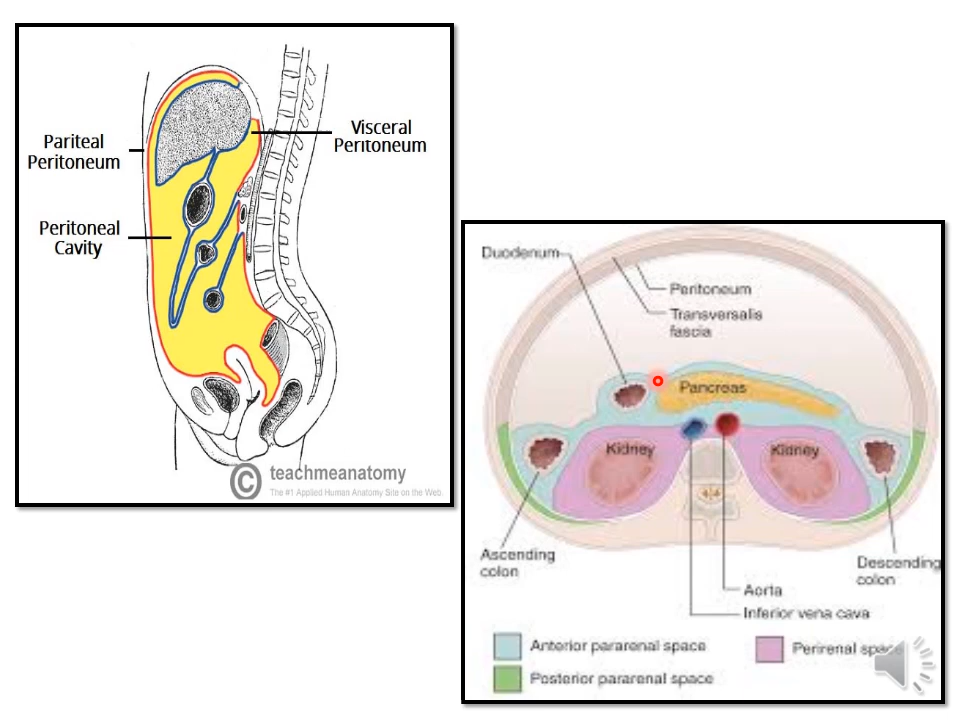 Visceral
Peritoneum
Pariteal
Peritoneum
Peritoneal
Cavity
© teachmeanatomy
The #1 Applied Human Anatomy Site on the Web.
Duodenum
Peritoneum
Transversalis
fascia
Pancreas
Kidney
Kidney
Ascending
colon
Descending
colon
Aorta
Inferior vena cava
Anterior pararenal space
Perirenal space
Posterior pararenal space